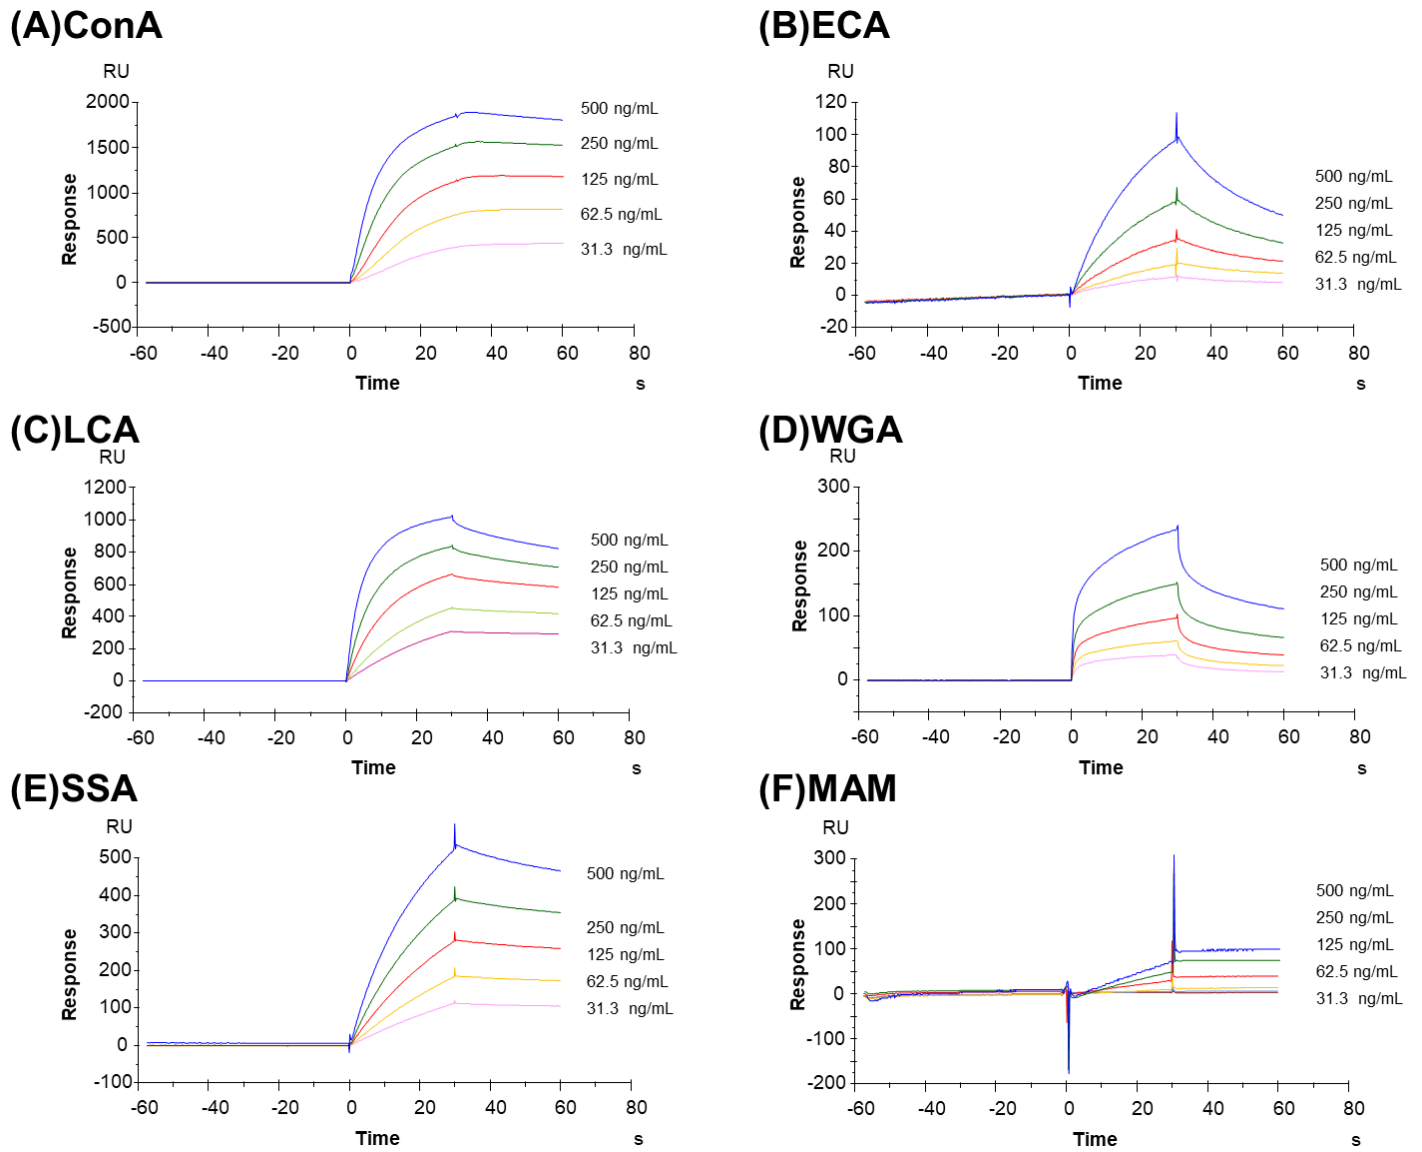 (A)ConA
RU
2000
1500
1000
500
0
-500
Response
500 ng/mL
250 ng/mL
125 ng/mL
62.5 ng/mL
31.3 ng/mL
-60 -40 -20 0 20 40 60 80
Time s
(B)ECA
RU
120
100
80
60
40
20
0
-20
Response
500 ng/mL
250 ng/mL
125 ng/mL
62.5 ng/mL
31.3 ng/mL
-60 -40 -20 0 20 40 60 80
Time s
(C)LCA
RU
1200
1000
800
600
400
200
0
-200
Response
500 ng/mL
250 ng/mL
125 ng/mL
62.5 ng/mL
31.3 ng/mL
-60 -40 -20 0 20 40 60 80
Time s
(D)WGA
RU
300
200
100
0
Response
500 ng/mL
250 ng/mL
125 ng/mL
62.5 ng/mL
31.3 ng/mL
-60 -40 -20 0 20 40 60 80
Time s
(E)SSA
RU
500
400
300
200
100
0
-100
Response
500 ng/mL
250 ng/mL
125 ng/mL
62.5 ng/mL
31.3 ng/mL
-60 -40 -20 0 20 40 60 80
Time s
(F)MAM
RU
300
200
100
0
-100
-200
Response
500 ng/mL
250 ng/mL
125 ng/mL
62.5 ng/mL
31.3 ng/mL
-60 -40 -20 0 20 40 60 80
Time s